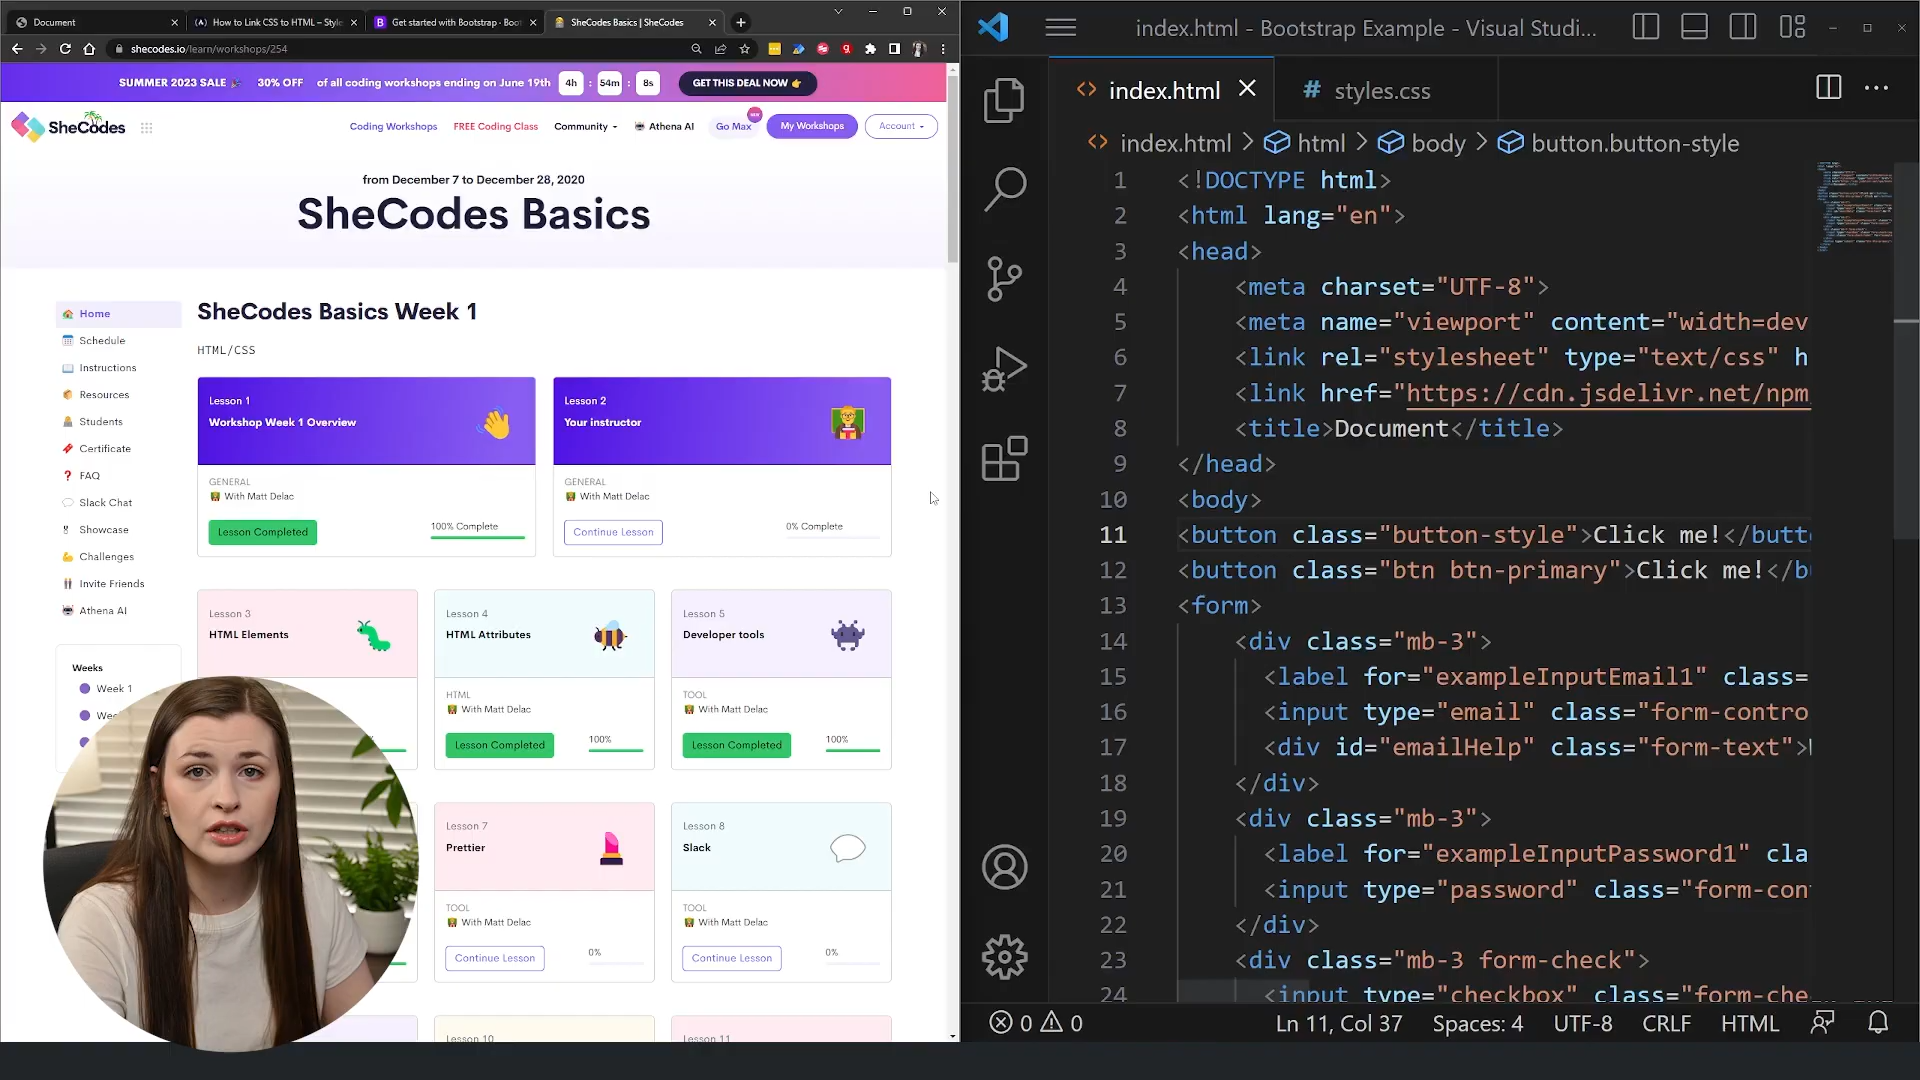 Document
How to Link CSS to HTML – Style
Get started with Bootstrap · Boot
SheCodes Basics | SheCodes
shecodes.io/learn/workshops/254
SUMMER 2023 SALE 30% OFF of all coding workshops ending on June 19th 4h : 54m : 8s GET THIS DEAL NOW
SheCodes
Coding Workshops FREE Coding Class Community Athena AI Go Max My Workshops Account
from December 7 to December 28, 2020
SheCodes Basics
Home
Schedule
Instructions
Resources
Students
Certificate
FAQ
Slack Chat
Showcase
Challenges
Invite Friends
Athena AI
Weeks
Week 1
SheCodes Basics Week 1
HTML/CSS
Lesson 1
Workshop Week 1 Overview
GENERAL
With Matt Delac
Lesson Completed
100% Complete
Lesson 2
Your instructor
GENERAL
With Matt Delac
Continue Lesson
0% Complete
Lesson 3
HTML Elements
Lesson 4
HTML Attributes
HTML
With Matt Delac
Lesson Completed
100%
Lesson 5
Developer tools
TOOL
With Matt Delac
Lesson Completed
100%
Lesson 7
Prettier
TOOL
With Matt Delac
Continue Lesson
0%
Lesson 8
Slack
TOOL
With Matt Delac
Continue Lesson
0%
Lesson 10
Lesson 11
index.html - Bootstrap Example - Visual Studi...
index.html
# styles.css
index.html > html > body > button.button-style
1 <!DOCTYPE html>
2 <html lang="en">
3 <head>
4 <meta charset="UTF-8">
5 <meta name="viewport" content="width=dev
6 <link rel="stylesheet" type="text/css" h
7 <link href="https://cdn.jsdelivr.net/npm
8 <title>Document</title>
9 </head>
10 <body>
11 <button class="button-style">Click me!</butt
12 <button class="btn btn-primary">Click me!</b
13 <form>
14 <div class="mb-3">
15 <label for="exampleInputEmail1" class=
16 <input type="email" class="form-contro
17 <div id="emailHelp" class="form-text">
18 </div>
19 <div class="mb-3">
20 <label for="exampleInputPassword1" cla
21 <input type="password" class="form-con
22 </div>
23 <div class="mb-3 form-check">
24 <input type="checkbox" class="form-che
0 0 Ln 11, Col 37 Spaces: 4 UTF-8 CRLF HTML